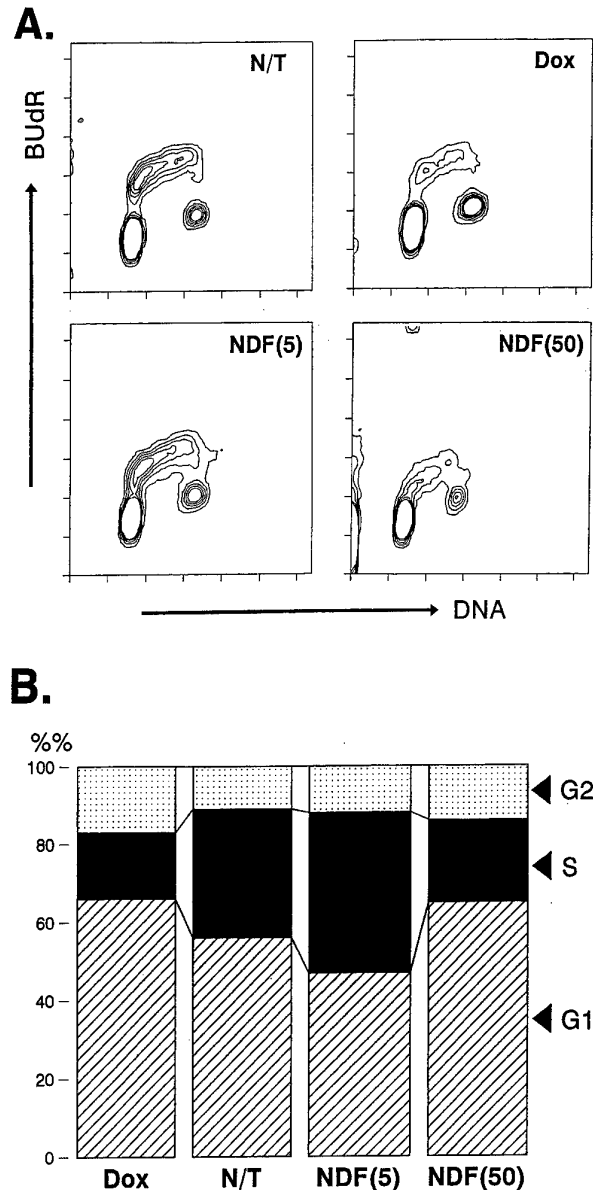 A.
N/T
Dox
BUdR
NDF(5)
NDF(50)
DNA
B.
%%
100
80
60
40
20
0
G2
S
G1
Dox
N/T
NDF(5)
NDF(50)